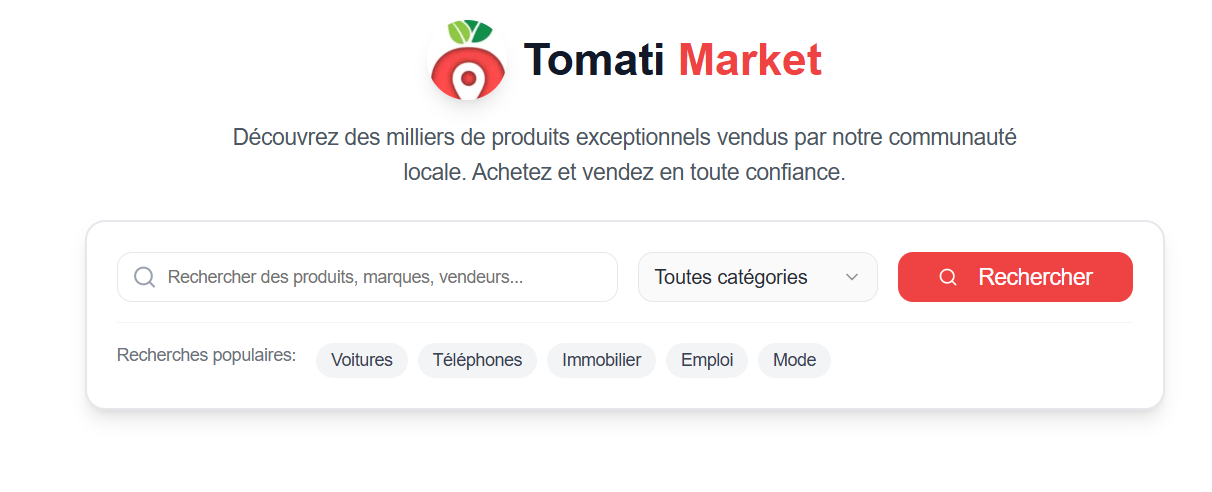 Tomati Market
Découvrez des milliers de produits exceptionnels vendus par notre communauté
locale. Achetez et vendez en toute confiance.
Rechercher des produits, marques, vendeurs...
Toutes catégories
Rechercher
Recherches populaires:
Voitures
Téléphones
Immobilier
Emploi
Mode